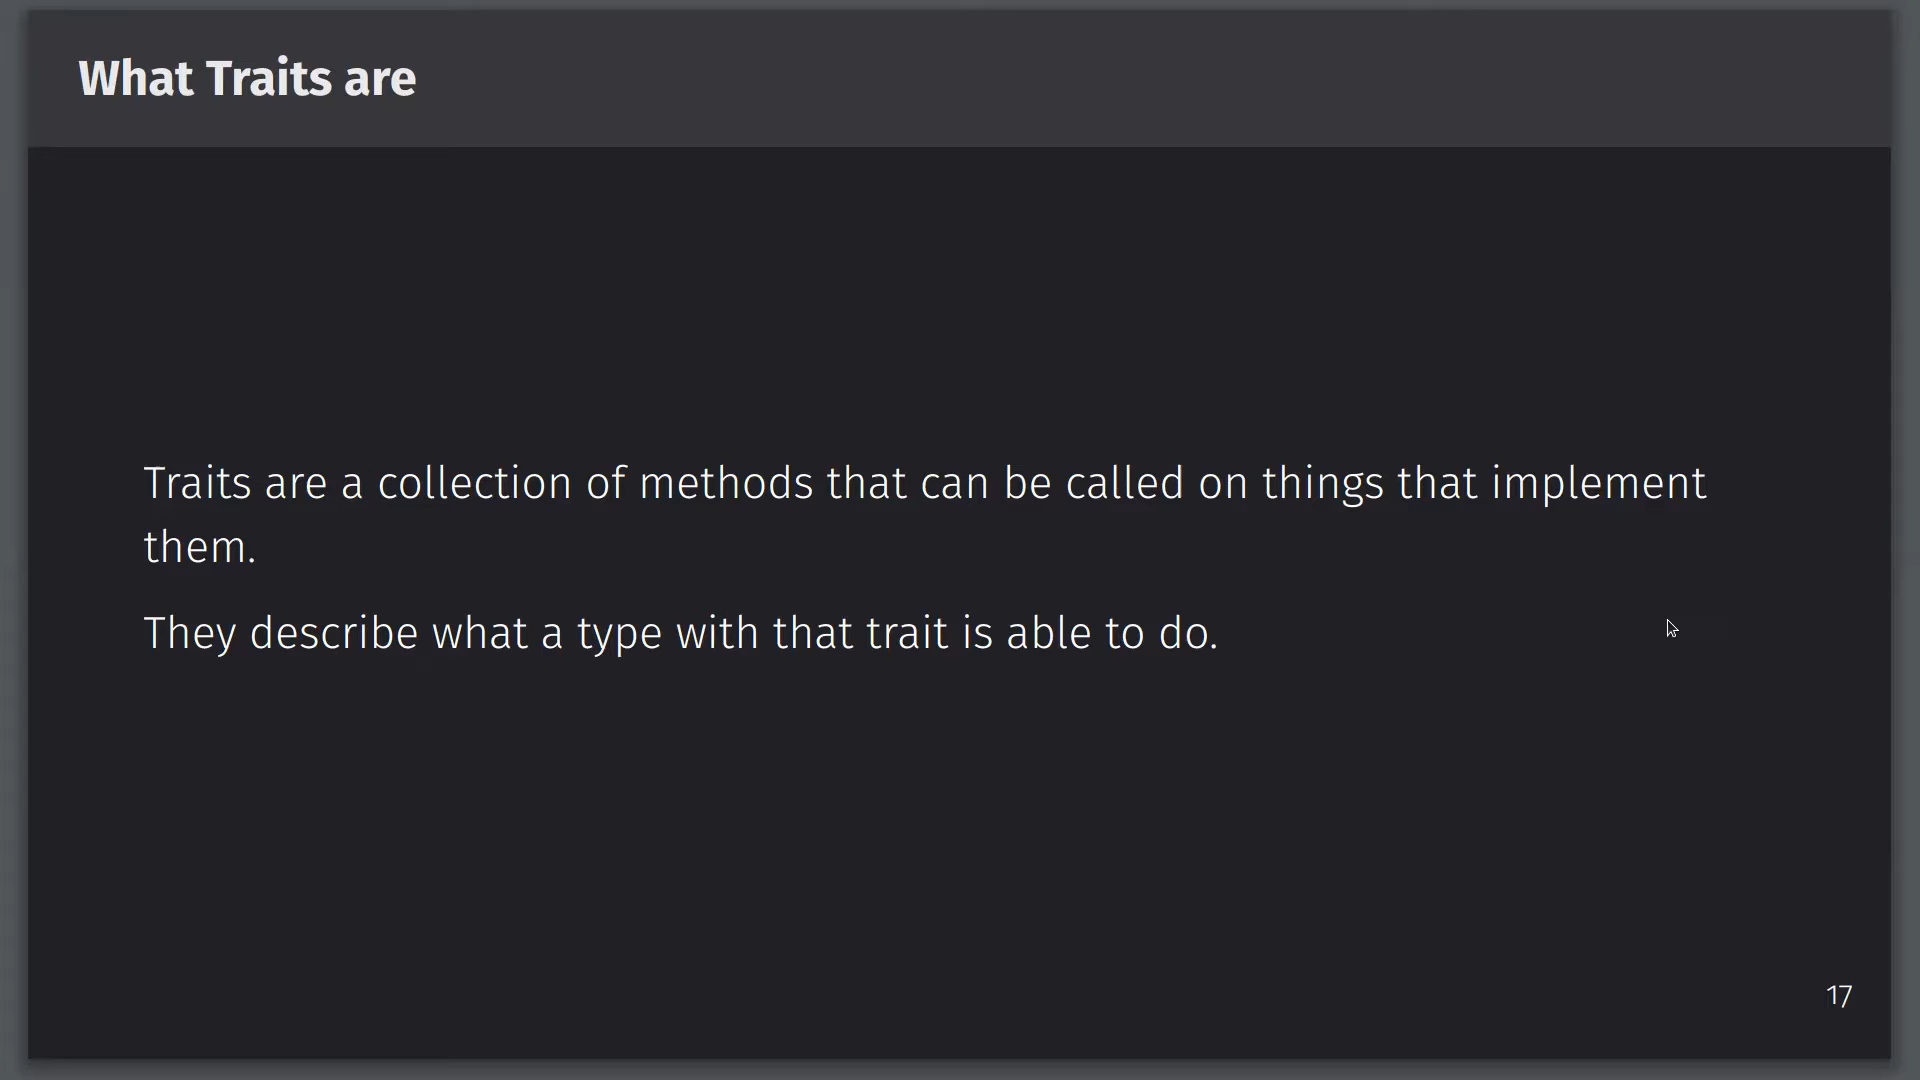 What Traits are
Traits are a collection of methods that can be called on things that implement
them.
They describe what a type with that trait is able to do.
17